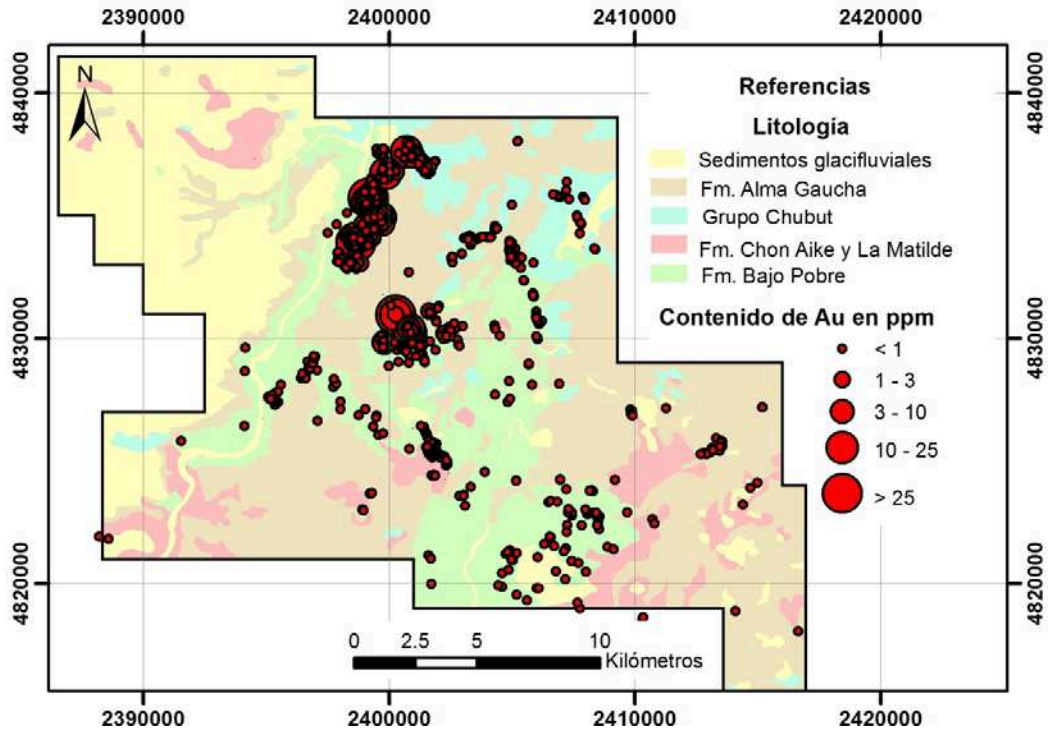 2390000 2400000 2410000 2420000
4840000 4840000
N
Referencias
Litología
Sedimentos glacifluviales
Fm. Alma Gaucha
Grupo Chubut
Fm. Chon Aike y La Matilde
Fm. Bajo Pobre
4830000 4830000
Contenido de Au en ppm
< 1
1 - 3
3 - 10
10 - 25
> 25
4820000 4820000
0 2.5 5 10
Kilómetros
2390000 2400000 2410000 2420000